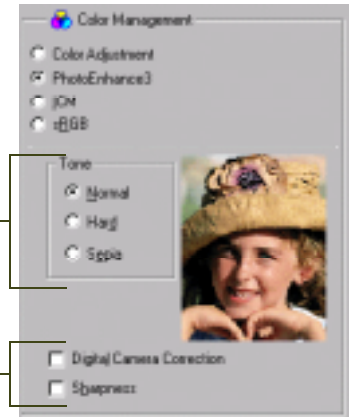 Color Management
Color Adjustment
PhotoEnhance3
ICM
sRGB
Tone
Normal
Hard
Sepia
Digital Camera Correction
Sharpness